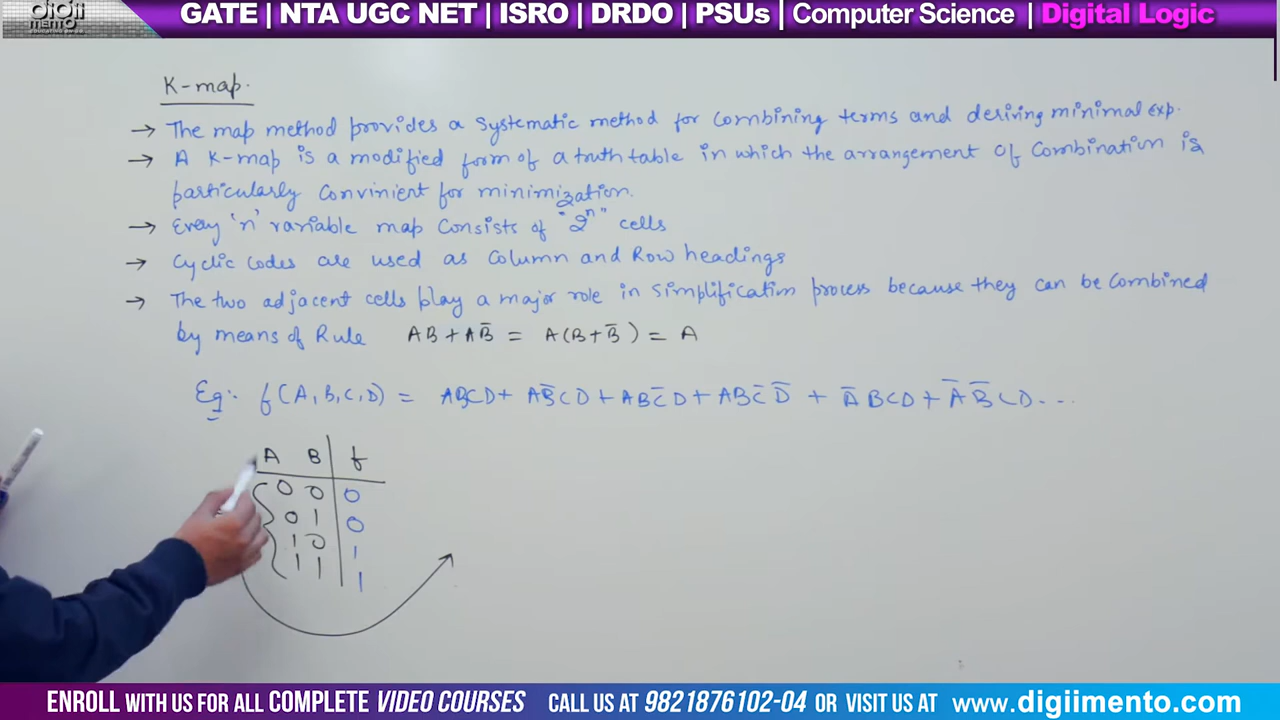 GATE | NTA UGC NET | ISRO | DRDO | PSUs | Computer Science | Digital Logic
K-map.
→ The map method provides a systematic method for combining terms and deriving minimal exp.
→ A K-map is a modified form of a truth table in which the arrangement of combination is
particularly convinient for minimization.
→ Every 'n' variable map consists of "2ⁿ" cells
→ Cyclic codes are used as column and Row headings
→ The two adjacent cells play a major role in simplification process because they can be combined
by means of Rule AB + AB̅ = A(B + B̅) = A
Eg: f(A, B, C, D) = ABCD + AB̅CD + ABC̅D + ABC̅D̅ + A̅BCD + A̅B̅CD...
A B f
0 0 0
0 1 0
1 0 1
1 1 1
ENROLL WITH US FOR ALL COMPLETE VIDEO COURSES CALL US AT 9821876102-04 OR VISIT US AT www.digiimento.com